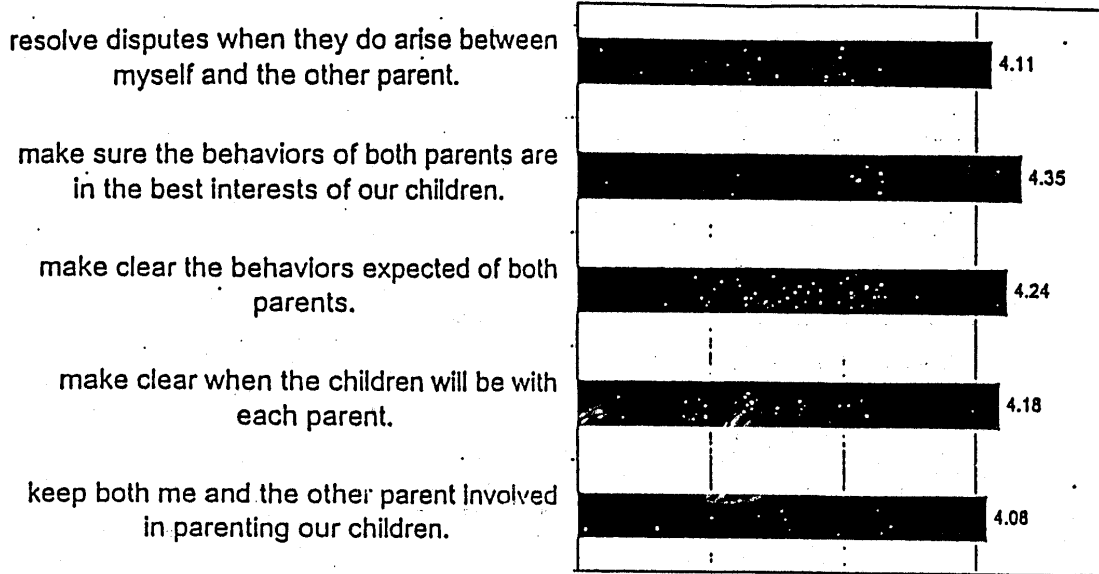 resolve disputes when they do arise between
myself and the other parent.
4.11
make sure the behaviors of both parents are
in the best interests of our children.
4.35
make clear the behaviors expected of both
parents.
4.24
make clear when the children will be with
each parent.
4.18
keep both me and the other parent involved
in parenting our children.
4.08